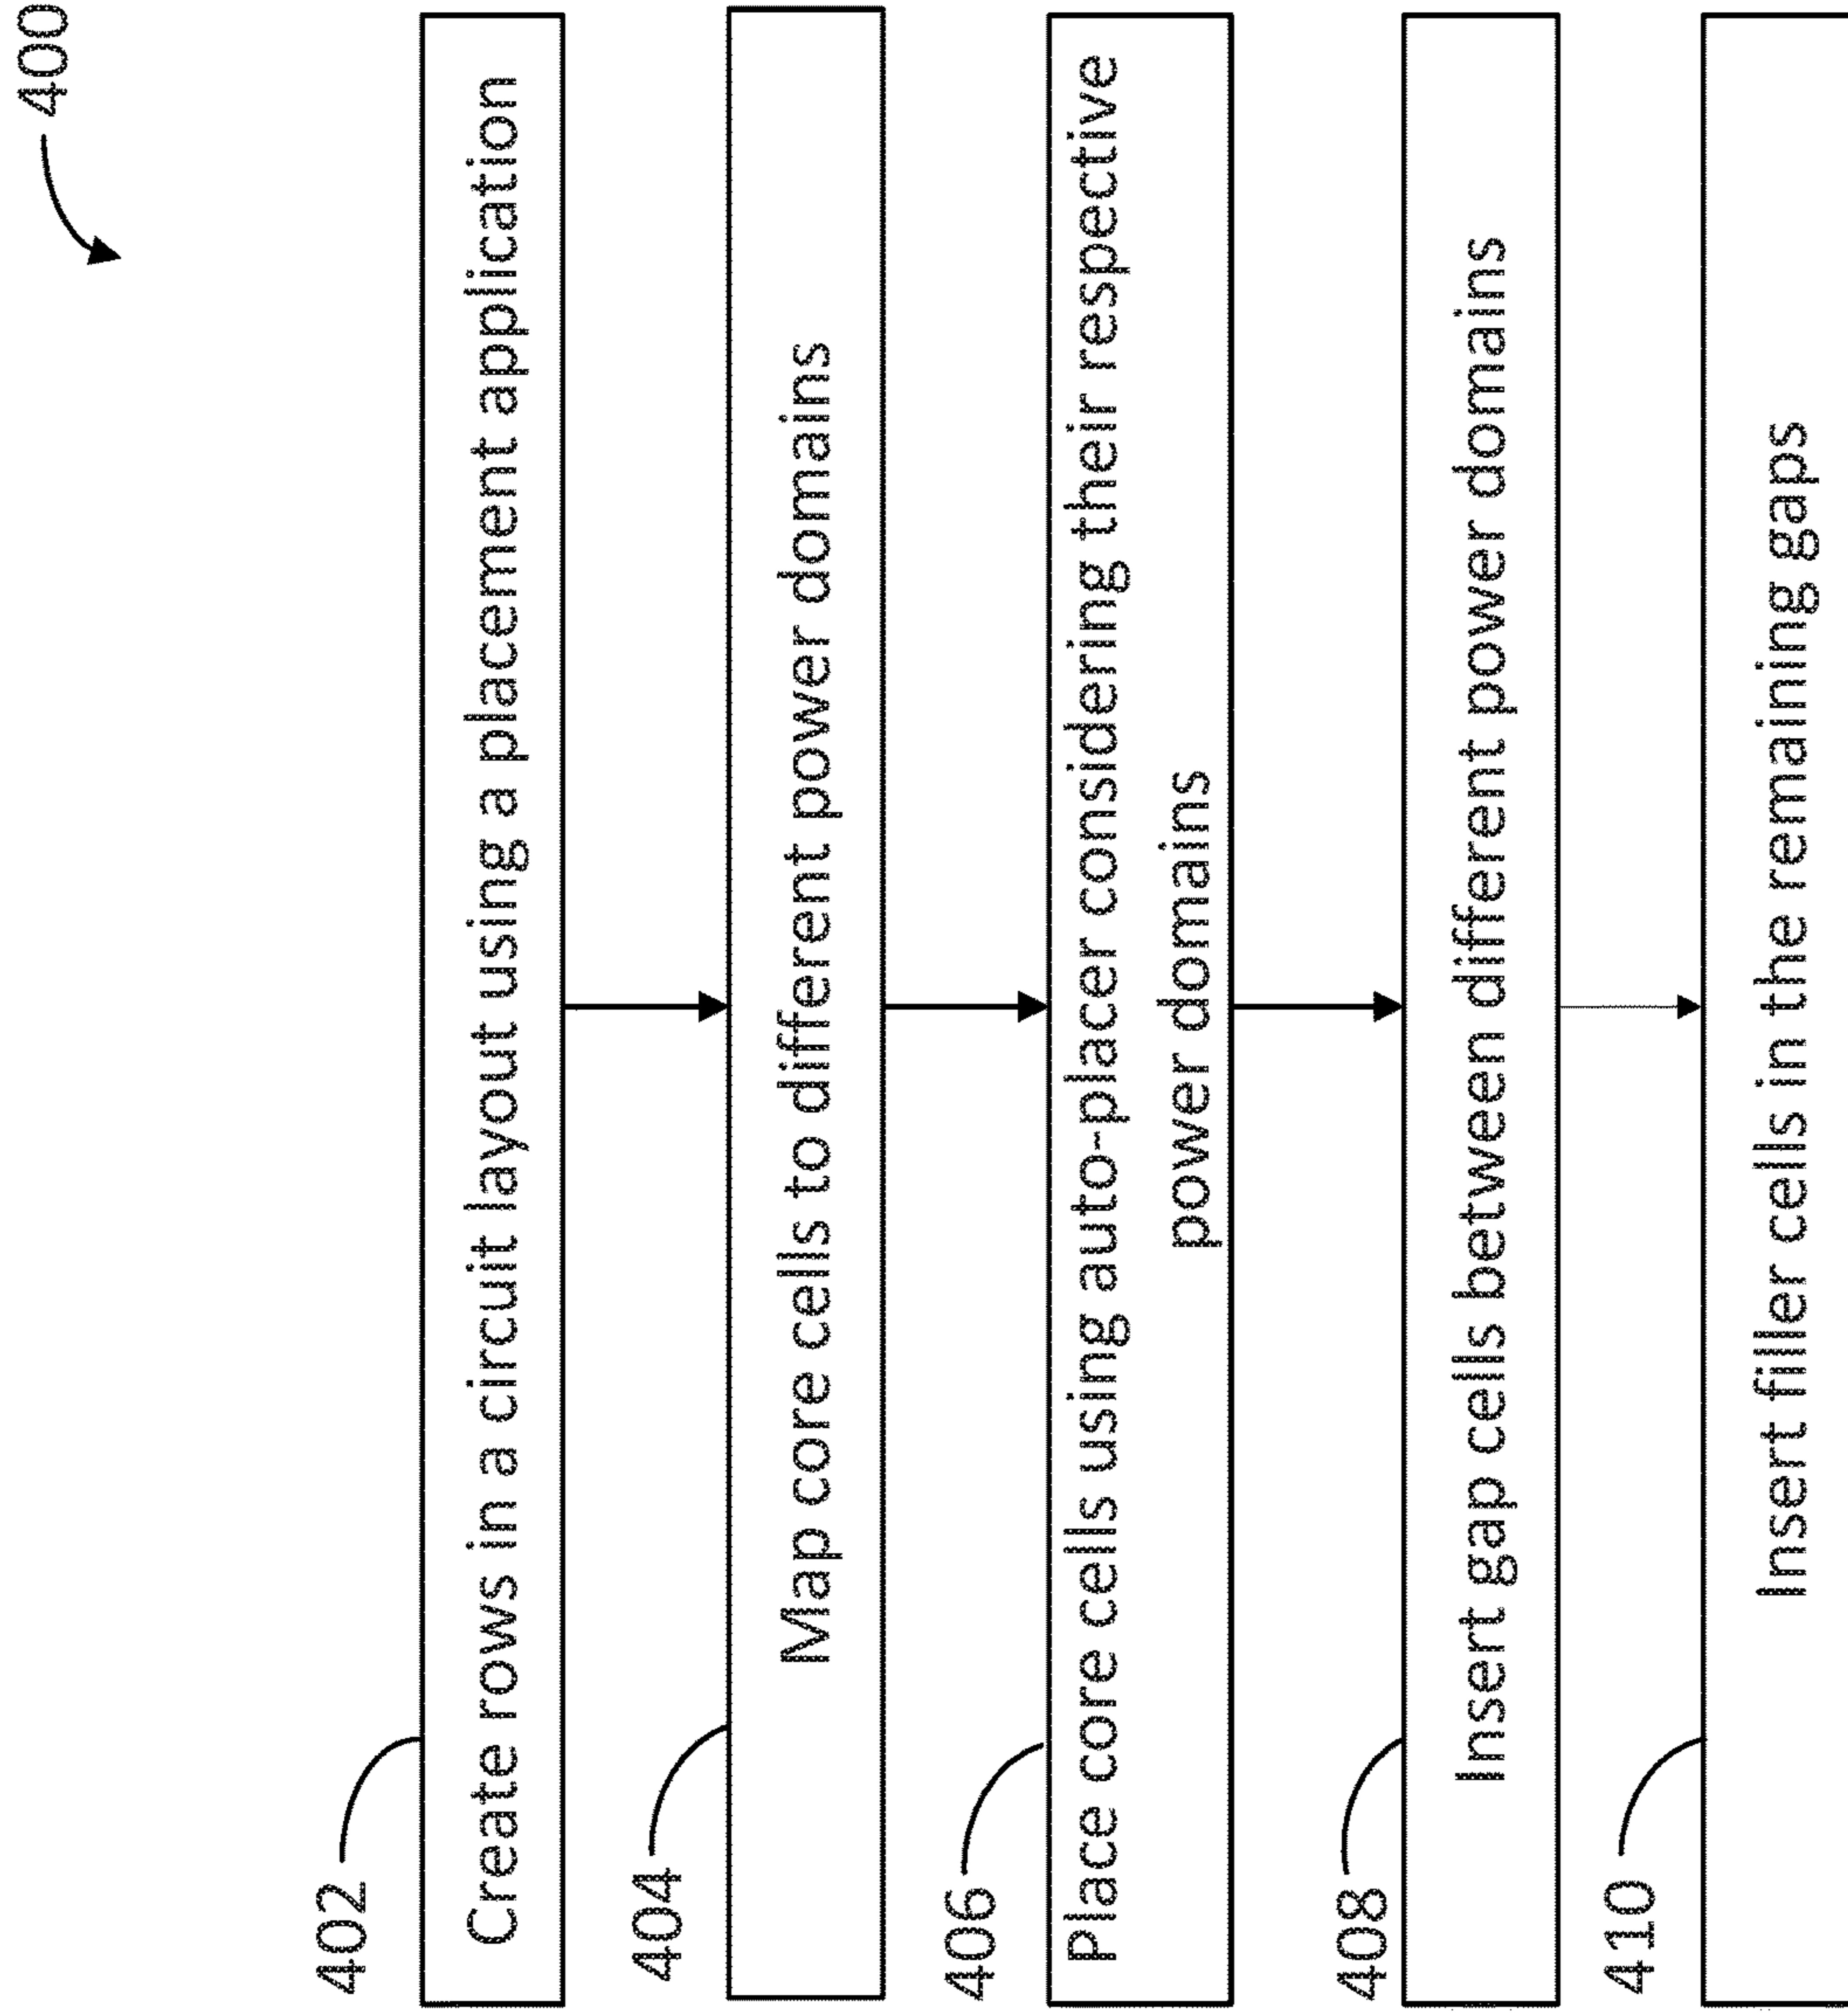 400
402
Create rows in a circuit layout using a placement application
404
Map core cells to different power domains
406
Place core cells using auto-placer considering their respective
power domains
408
Insert gap cells between different power domains
410
Insert filler cells in the remaining gaps